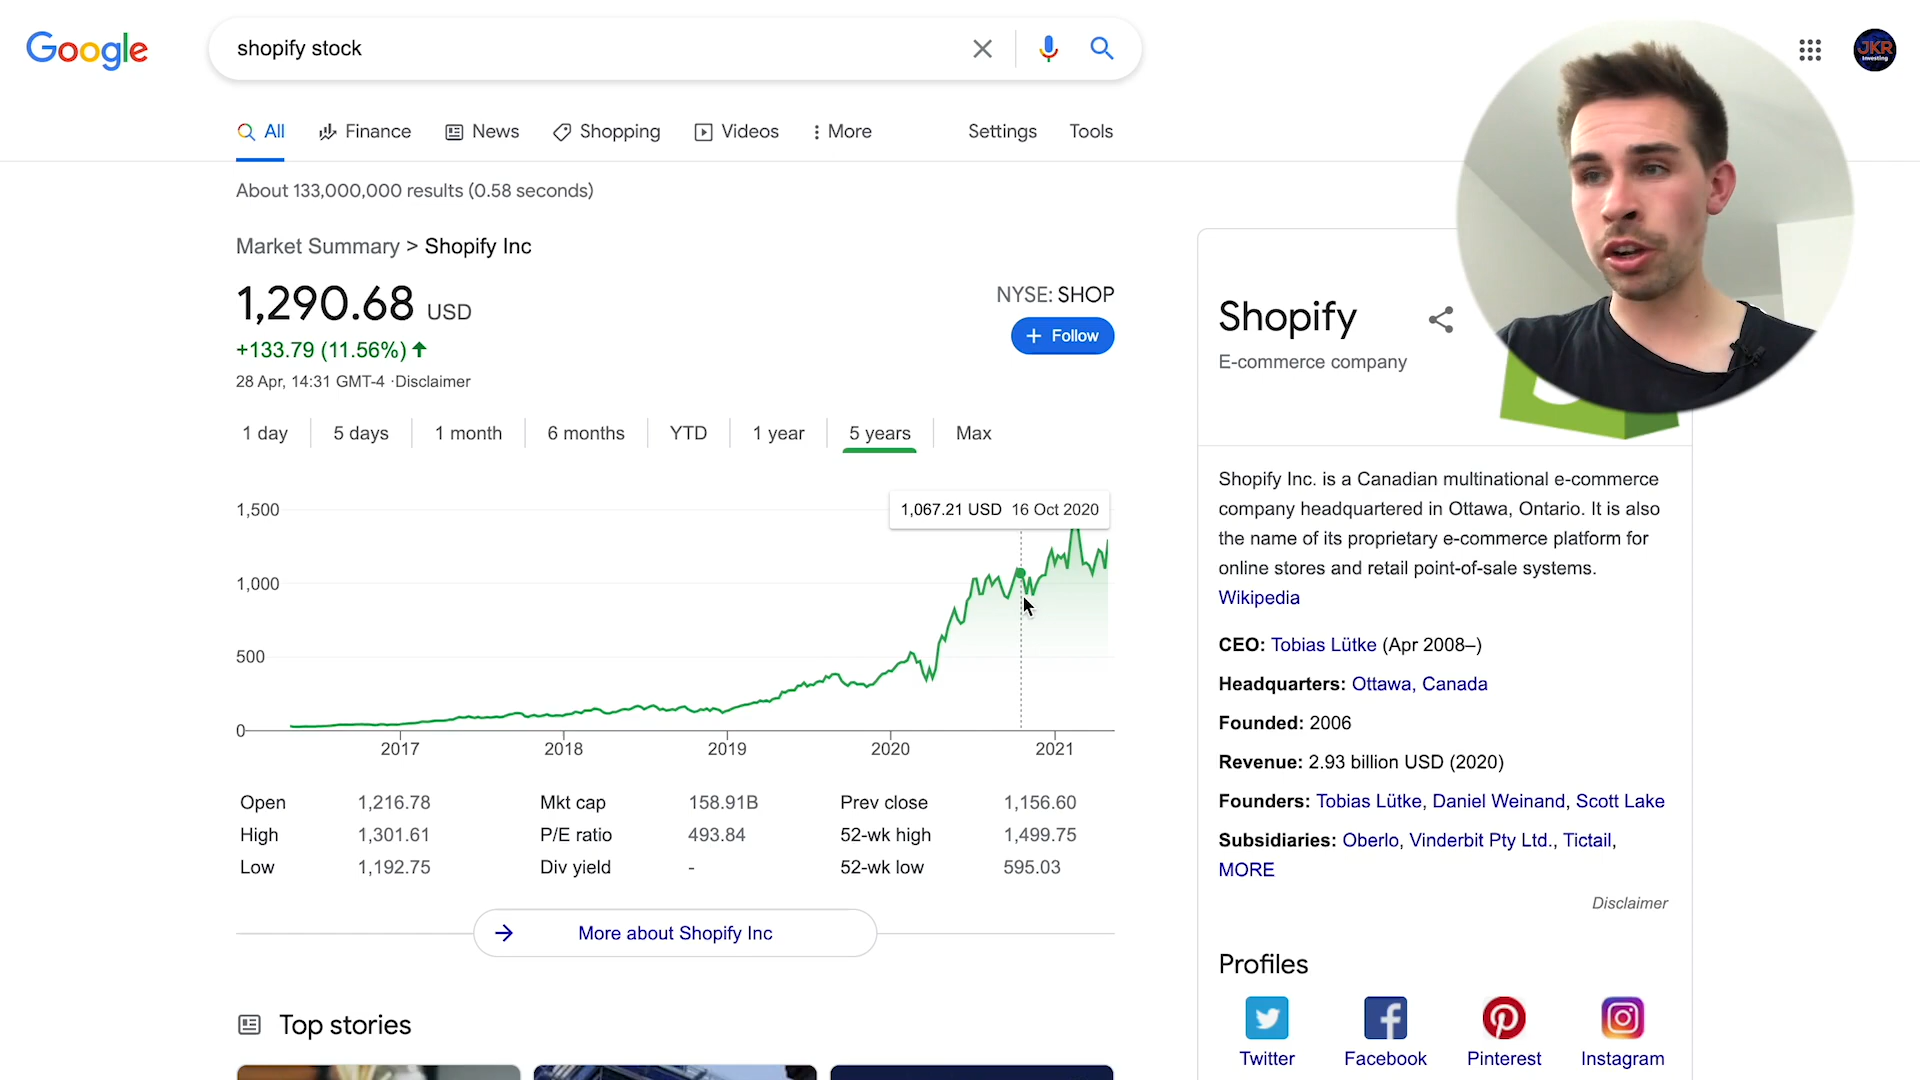 Google
shopify stock
JKR
Investing
All
Finance
News
Shopping
Videos
More
Settings
Tools
About 133,000,000 results (0.58 seconds)
Market Summary > Shopify Inc
1,290.68 USD
+133.79 (11.56%)
28 Apr, 14:31 GMT-4 ·Disclaimer
NYSE: SHOP
+ Follow
1 day
5 days
1 month
6 months
YTD
1 year
5 years
Max
1,067.21 USD 16 Oct 2020
1,500
1,000
500
0
2017
2018
2019
2020
2021
Open 1,216.78
High 1,301.61
Low 1,192.75
Mkt cap 158.91B
P/E ratio 493.84
Div yield -
Prev close 1,156.60
52-wk high 1,499.75
52-wk low 595.03
More about Shopify Inc
Top stories
Shopify
E-commerce company
Shopify Inc. is a Canadian multinational e-commerce
company headquartered in Ottawa, Ontario. It is also
the name of its proprietary e-commerce platform for
online stores and retail point-of-sale systems.
Wikipedia
CEO: Tobias Lütke (Apr 2008–)
Headquarters: Ottawa, Canada
Founded: 2006
Revenue: 2.93 billion USD (2020)
Founders: Tobias Lütke, Daniel Weinand, Scott Lake
Subsidiaries: Oberlo, Vinderbit Pty Ltd., Tictail,
MORE
Disclaimer
Profiles
Twitter
Facebook
Pinterest
Instagram